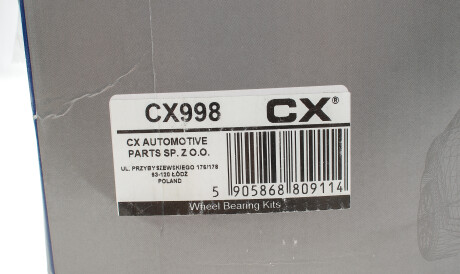 CX998 CX®
CX AUTOMOTIVE
PARTS SP. Z O.O.
UL. PRZYBYSZEWSKIEGO 176/178
93-120 ŁÓDŹ
POLAND
5 905868 809114
Wheel Bearing Kits